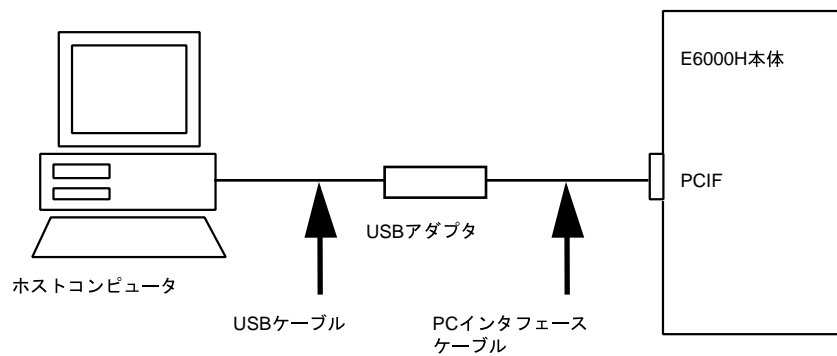 E6000H本体
PCIF
USBアダプタ
ホストコンピュータ
USBケーブル
PCインタフェース
ケーブル